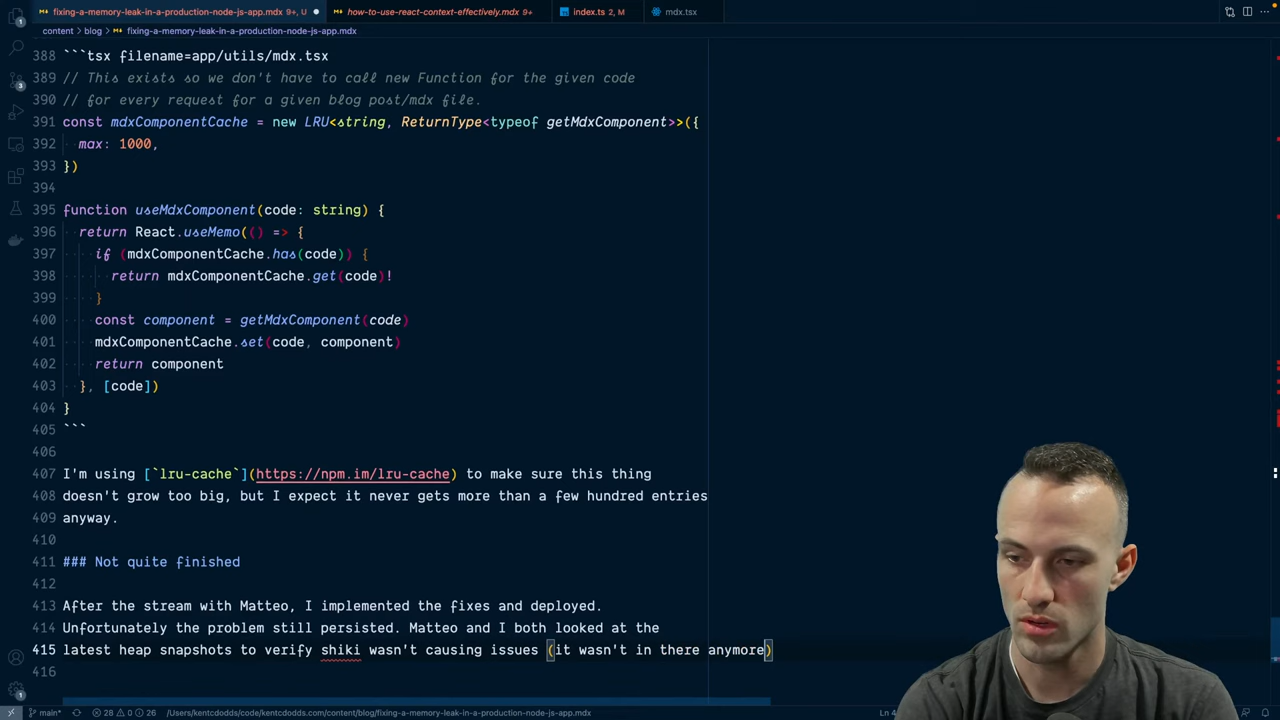 fixing-a-memory-leak-in-a-production-node-js-app.mdx 9+, U
how-to-use-react-context-effectively.mdx 9+
index.ts 2, M
mdx.tsx
content › blog › fixing-a-memory-leak-in-a-production-node-js-app.mdx
388 ```tsx filename=app/utils/mdx.tsx
389 // This exists so we don't have to call new Function for the given code
390 // for every request for a given blog post/mdx file.
391 const mdxComponentCache = new LRU<string, ReturnType<typeof getMdxComponent>>({
392 max: 1000,
393 })
394
395 function useMdxComponent(code: string) {
396 return React.useMemo(() => {
397 if (mdxComponentCache.has(code)) {
398 return mdxComponentCache.get(code)!
399 }
400 const component = getMdxComponent(code)
401 mdxComponentCache.set(code, component)
402 return component
403 }, [code])
404 }
405 ```
406
407 I'm using [`lru-cache`](https://npm.im/lru-cache) to make sure this thing
408 doesn't grow too big, but I expect it never gets more than a few hundred entries
409 anyway.
410
411 ### Not quite finished
412
413 After the stream with Matteo, I implemented the fixes and deployed.
414 Unfortunately the problem still persisted. Matteo and I both looked at the
415 latest heap snapshots to verify shiki wasn't causing issues (it wasn't in there anymore)
416
main* 28 0 26 /Users/kentcdodds/code/kentcdodds.com/content/blog/fixing-a-memory-leak-in-a-production-node-js-app.mdx